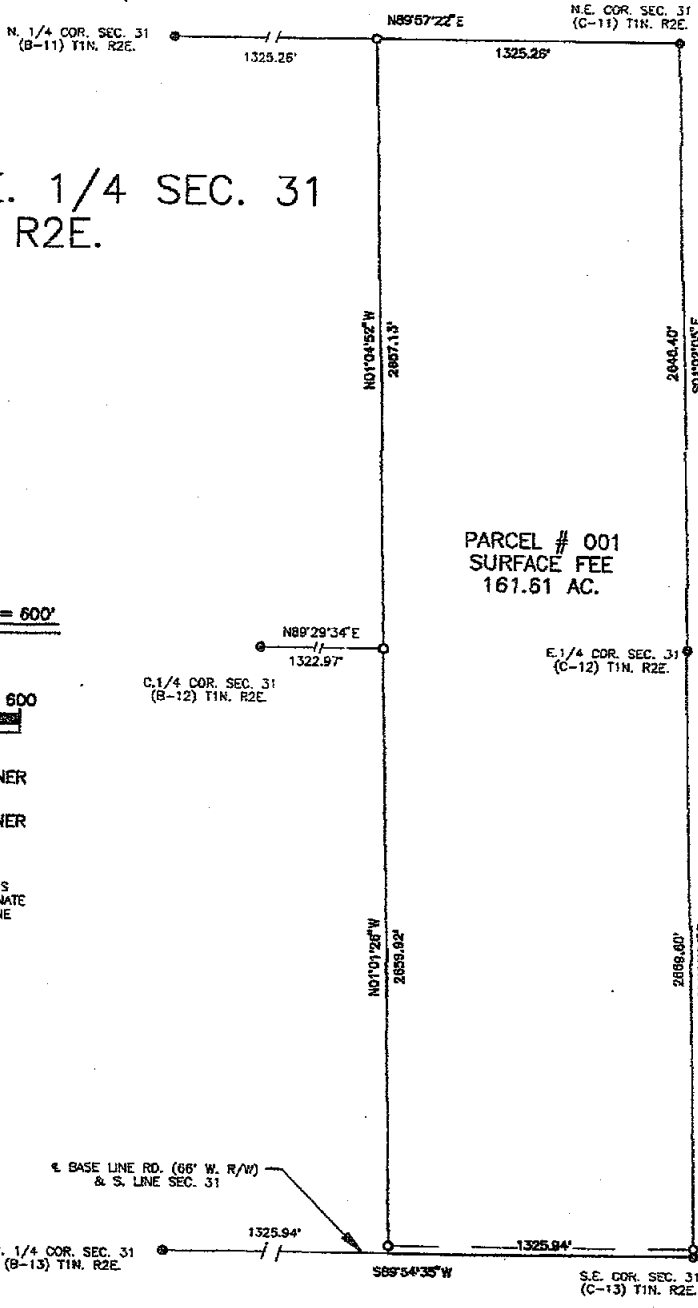 N. 1/4 COR. SEC. 31
(B-11) T1N. R2E.
N89°57'22"E
N.E. COR. SEC. 31
(C-11) T1N. R2E.
1325.26'
1325.26'
1/4 SEC. 31
R2E.
N01°04'52"W
2657.13'
2648.40'
PARCEL # 001
SURFACE FEE
161.61 AC.
= 600'
N89°29'34"E
1322.97'
C.1/4 COR. SEC. 31
(B-12) T1N. R2E.
E.1/4 COR. SEC. 31
(C-12) T1N. R2E.
600
NER
NER
S
NATE
NE
N01°01'26"W
2659.92'
2669.60'
℄ BASE LINE RD. (66' W. R/W)
& S. LINE SEC. 31
1/4 COR. SEC. 31
(B-13) T1N. R2E.
1325.94'
1325.94'
S89°54'35"W
S.E. COR. SEC. 31
(C-13) T1N. R2E.